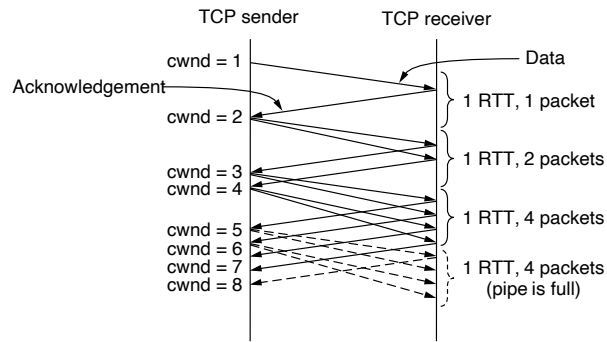 TCP sender
TCP receiver
cwnd = 1
Data
Acknowledgement
1 RTT, 1 packet
cwnd = 2
1 RTT, 2 packets
cwnd = 3
cwnd = 4
1 RTT, 4 packets
cwnd = 5
cwnd = 6
cwnd = 7
cwnd = 8
1 RTT, 4 packets
(pipe is full)